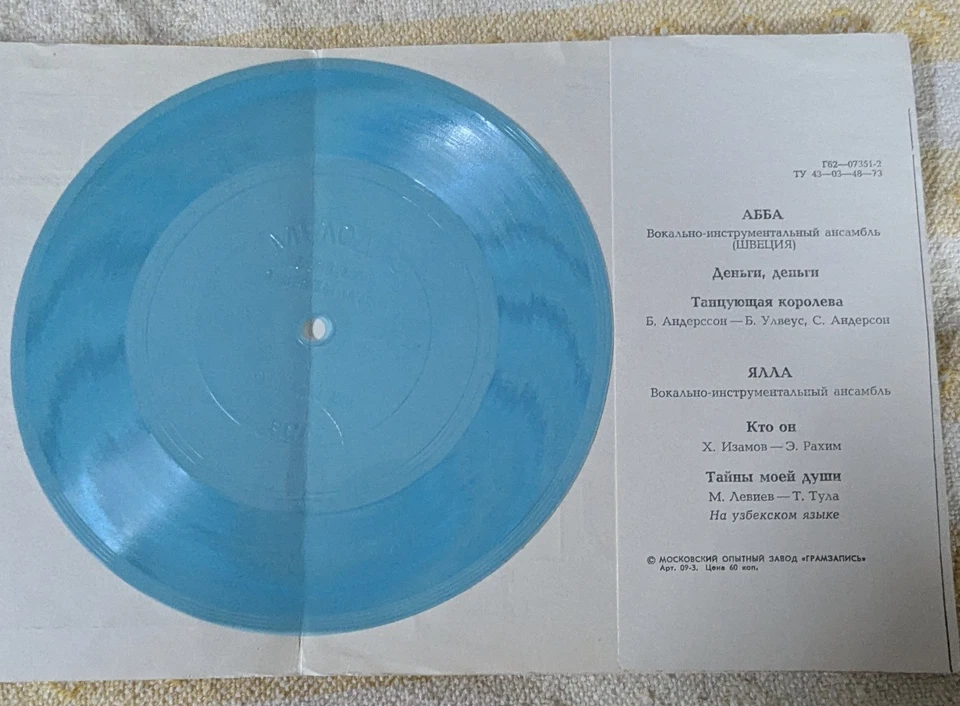 Г62—07351-2
ТУ 43—03—48—73
АББА
Вокально-инструментальный ансамбль
(ШВЕЦИЯ)
Деньги, деньги
Танцующая королева
Б. Андерссон — Б. Улвеус, С. Андерсон
ЯЛЛА
Вокально-инструментальный ансамбль
Кто он
Х. Изамов — Э. Рахим
Тайны моей души
М. Левиев — Т. Тула
На узбекском языке
© МОСКОВСКИЙ ОПЫТНЫЙ ЗАВОД «ГРАМЗАПИСЬ»
Арт. 09-3. Цена 60 коп.